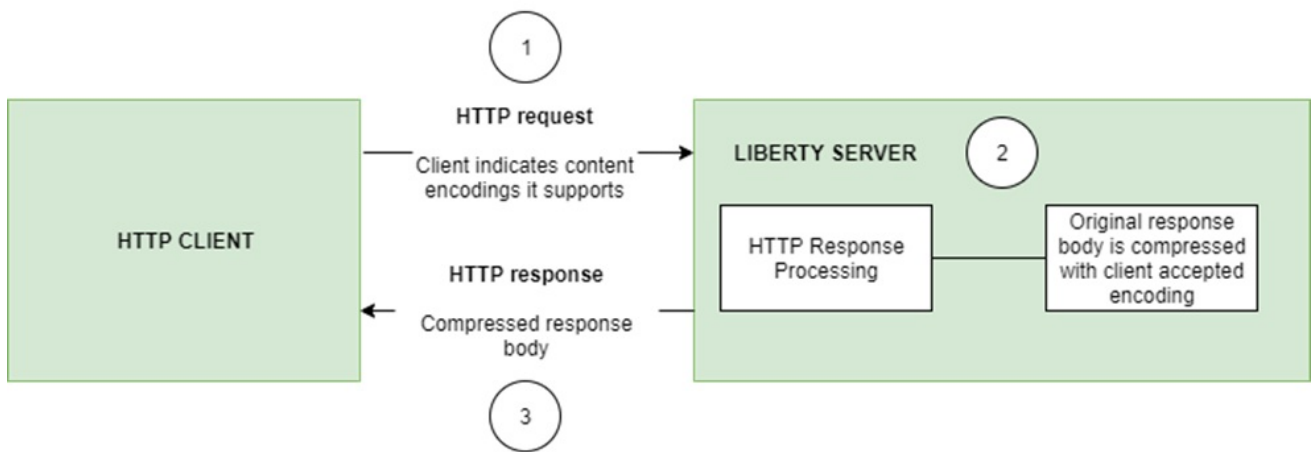 1
HTTP request
Client indicates content
encodings it supports
HTTP CLIENT
HTTP response
Compressed response
body
3
LIBERTY SERVER
2
HTTP Response
Processing
Original response
body is compressed
with client accepted
encoding